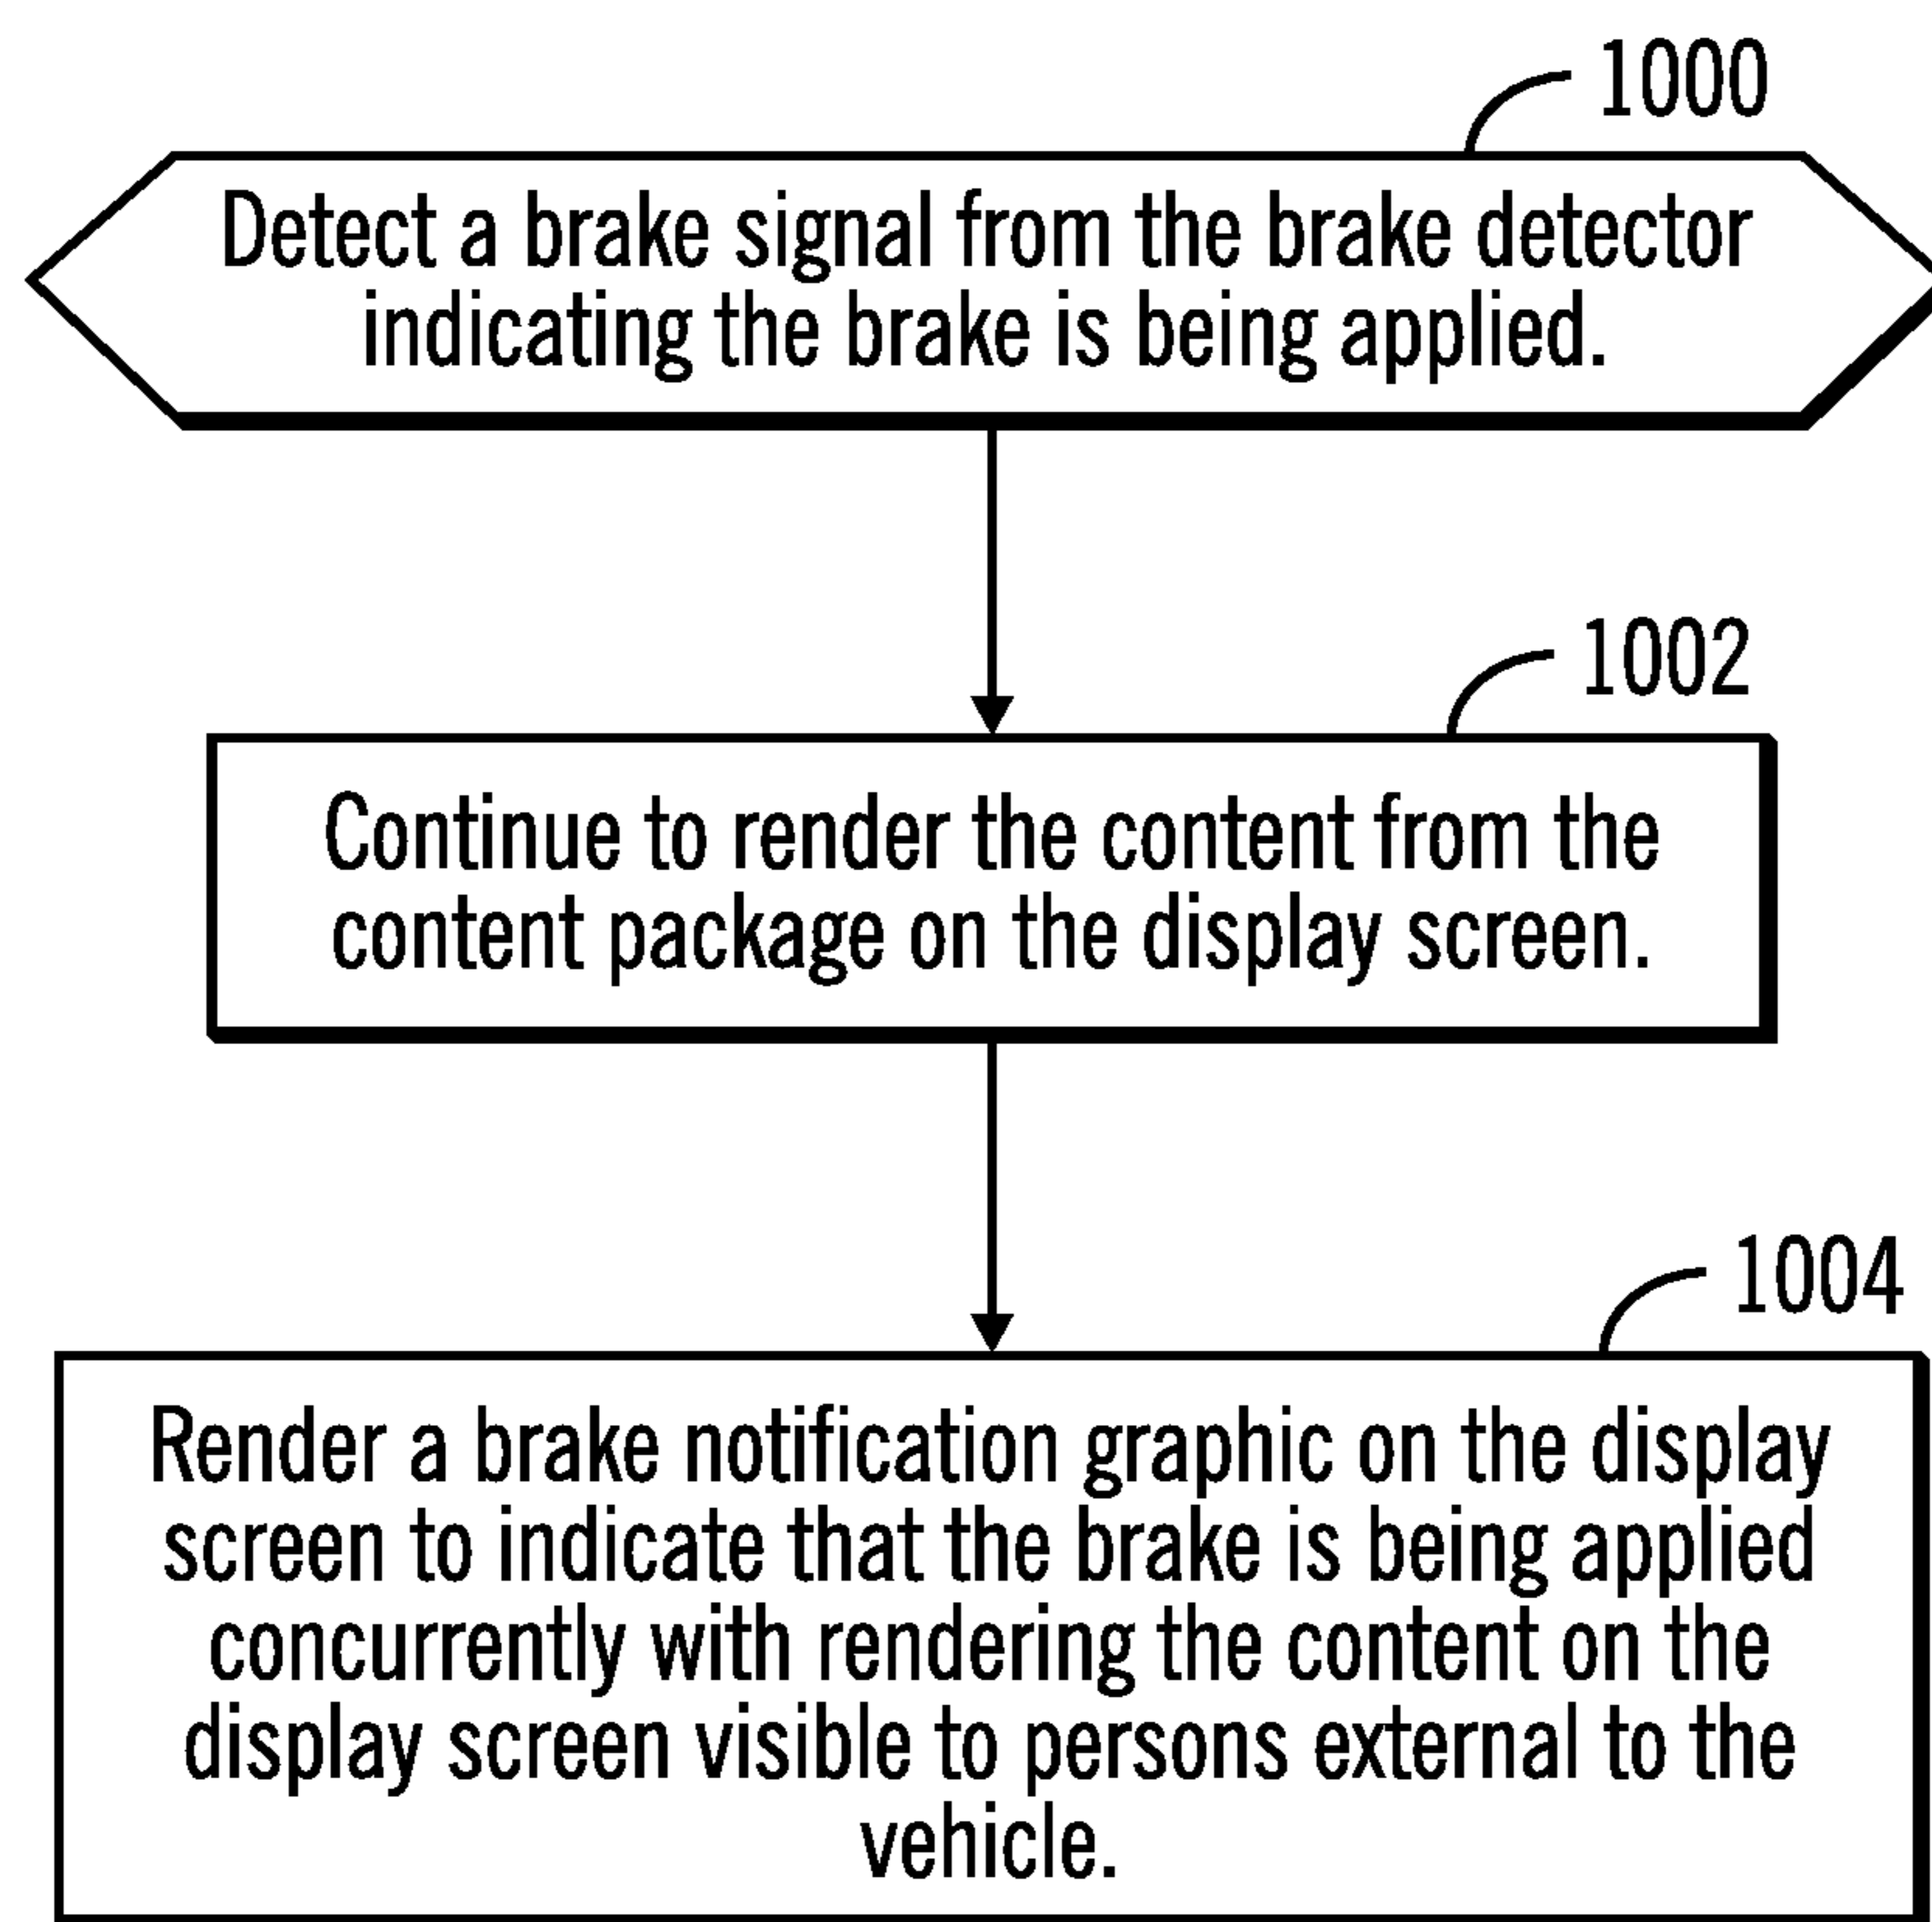 1000
Detect a brake signal from the brake detector
indicating the brake is being applied.
1002
Continue to render the content from the
content package on the display screen.
1004
Render a brake notification graphic on the display
screen to indicate that the brake is being applied
concurrently with rendering the content on the
display screen visible to persons external to the
vehicle.